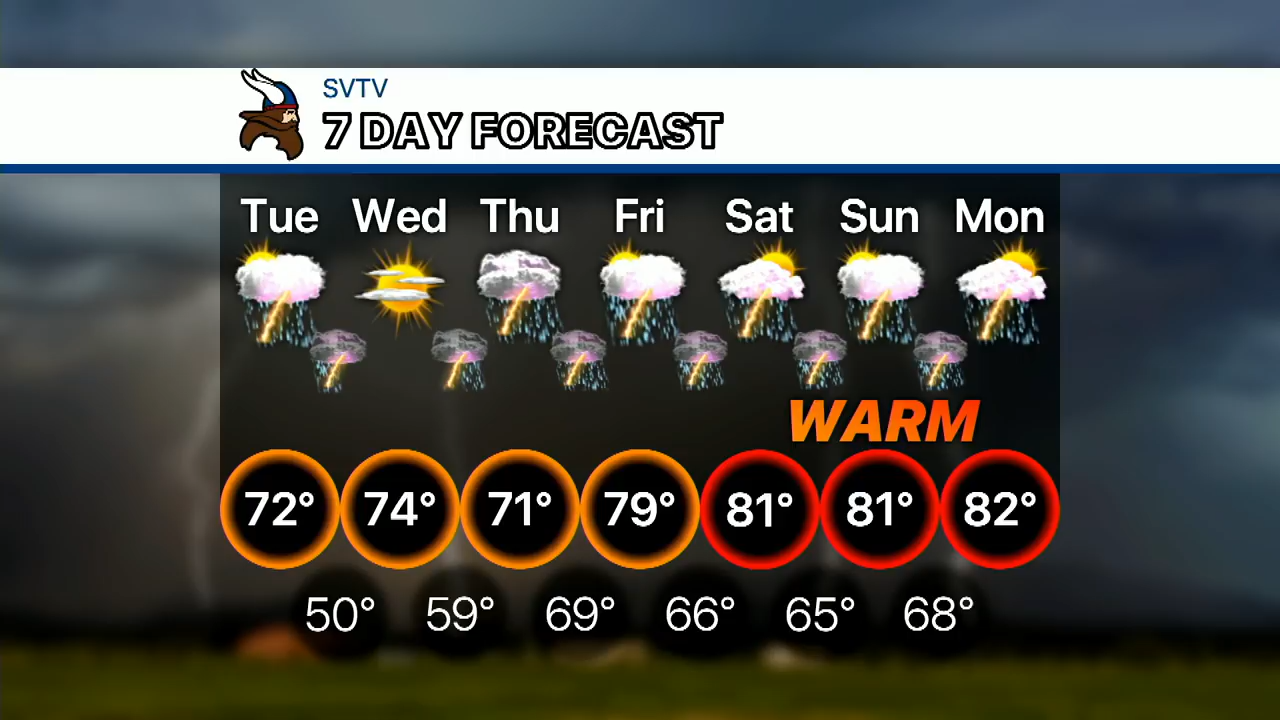 SVTV
7 DAY FORECAST
Tue Wed Thu Fri Sat Sun Mon
WARM
72° 74° 71° 79° 81° 81° 82°
50° 59° 69° 66° 65° 68°